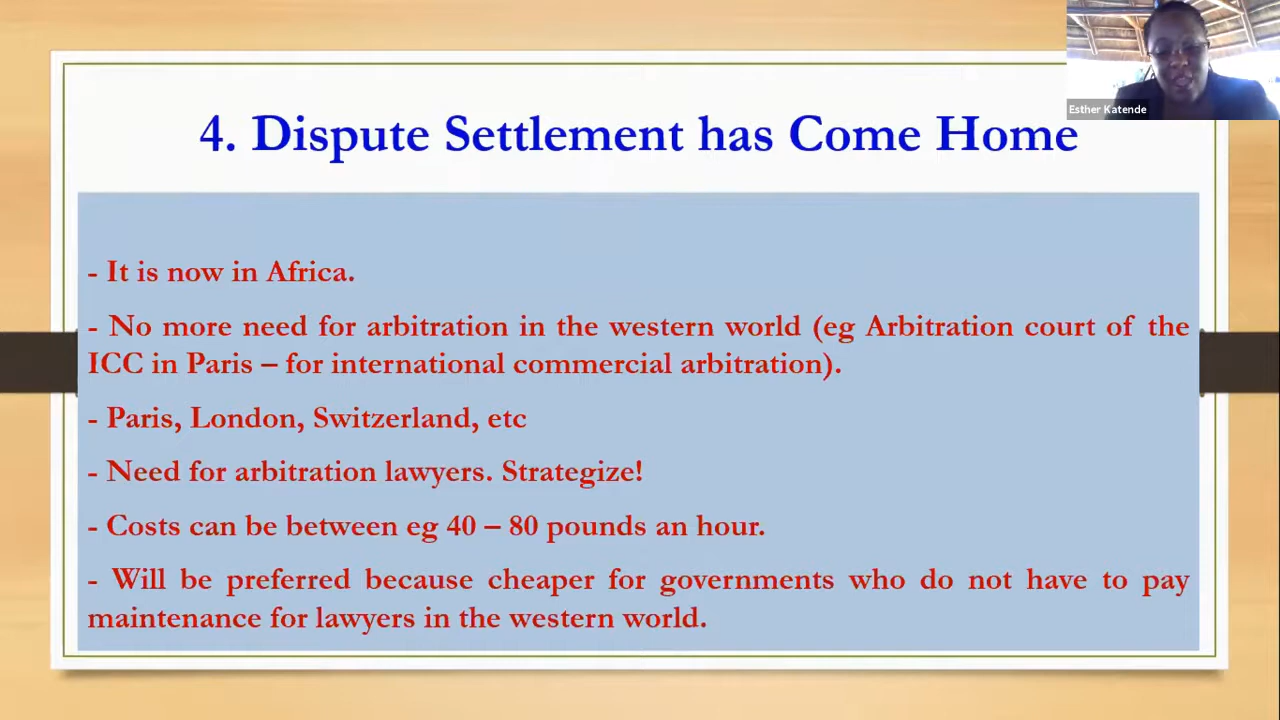 Esther Katende
4. Dispute Settlement has Come Home
- It is now in Africa.
- No more need for arbitration in the western world (eg Arbitration court of the
ICC in Paris – for international commercial arbitration).
- Paris, London, Switzerland, etc
- Need for arbitration lawyers. Strategize!
- Costs can be between eg 40 – 80 pounds an hour.
- Will be preferred because cheaper for governments who do not have to pay
maintenance for lawyers in the western world.